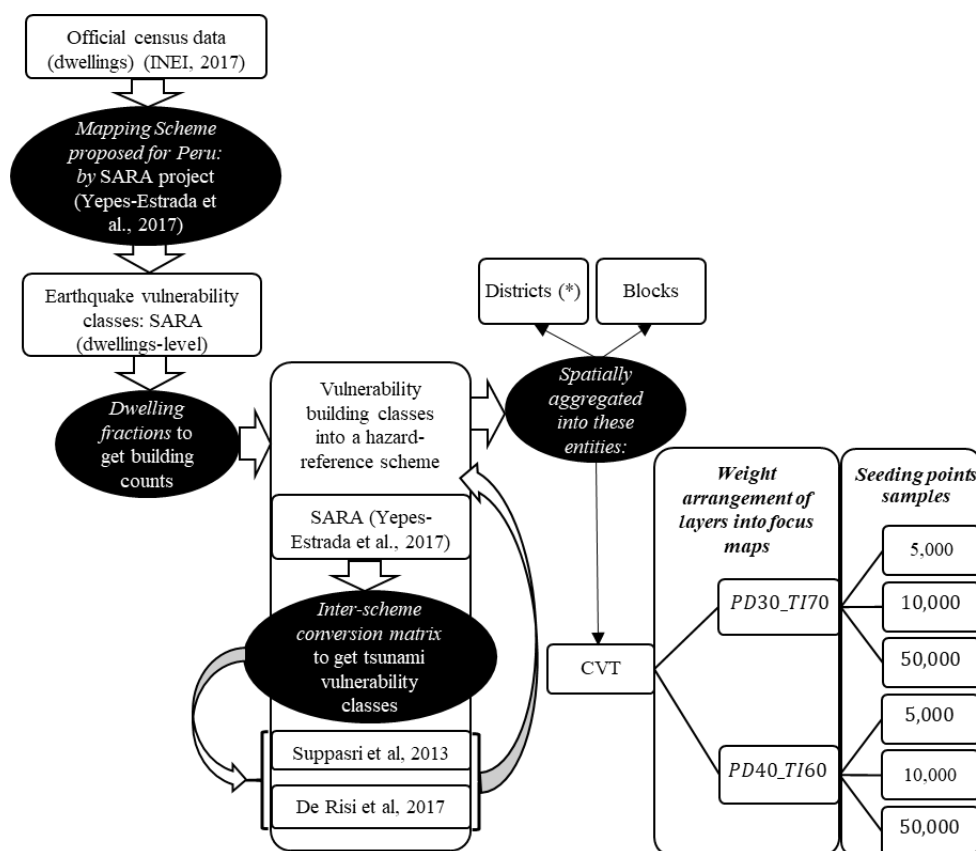 Official census data
(dwellings) (INEI, 2017)
Mapping Scheme
proposed for Peru:
by SARA project
(Yepes-Estrada et
al., 2017)
Earthquake vulnerability
classes: SARA
(dwellings-level)
Dwelling
fractions to
get building
counts
Vulnerability
building classes
into a hazard-
reference scheme
SARA (Yepes-
Estrada et al., 2017)
Inter-scheme
conversion matrix
to get tsunami
vulnerability
classes
Suppasri et al, 2013
De Risi et al, 2017
Districts (*)
Blocks
Spatially
aggregated
into these
entities:
CVT
Weight
arrangement of
layers into focus
maps
PD30_TI70
PD40_TI60
Seeding points
samples
5,000
10,000
50,000
5,000
10,000
50,000